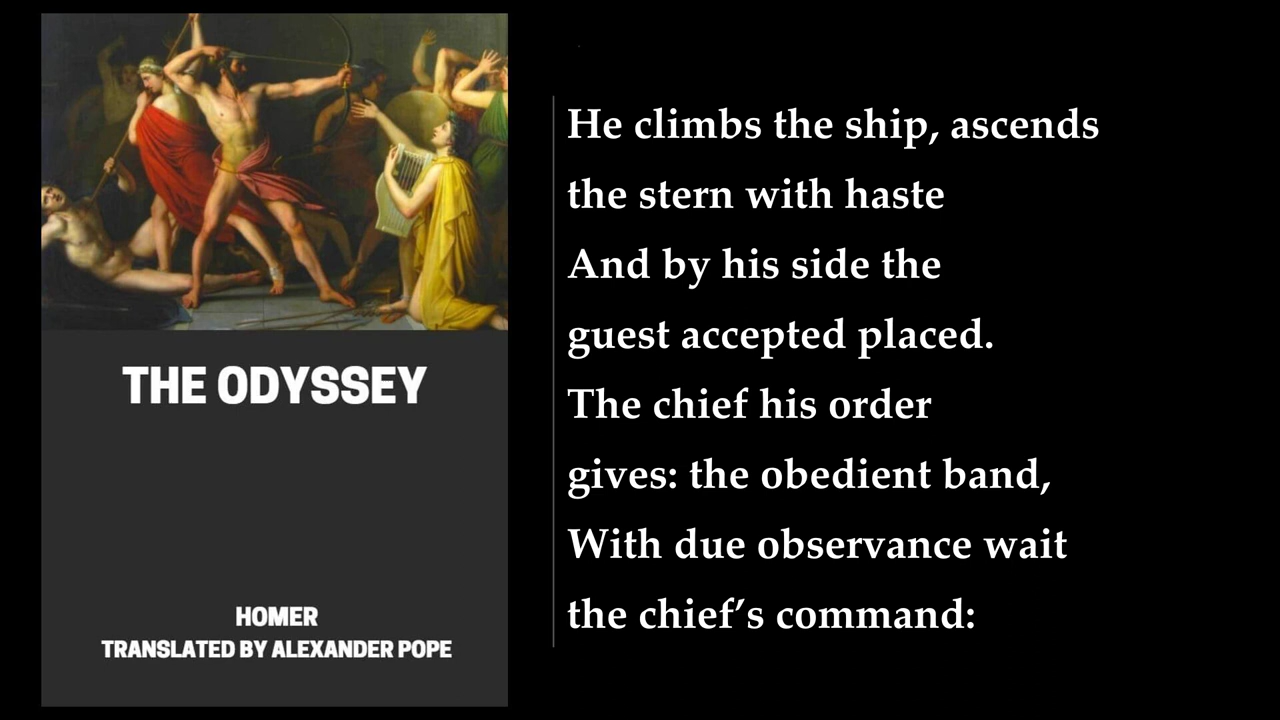 THE ODYSSEY
HOMER
TRANSLATED BY ALEXANDER POPE
He climbs the ship, ascends
the stern with haste
And by his side the
guest accepted placed.
The chief his order
gives: the obedient band,
With due observance wait
the chief’s command: